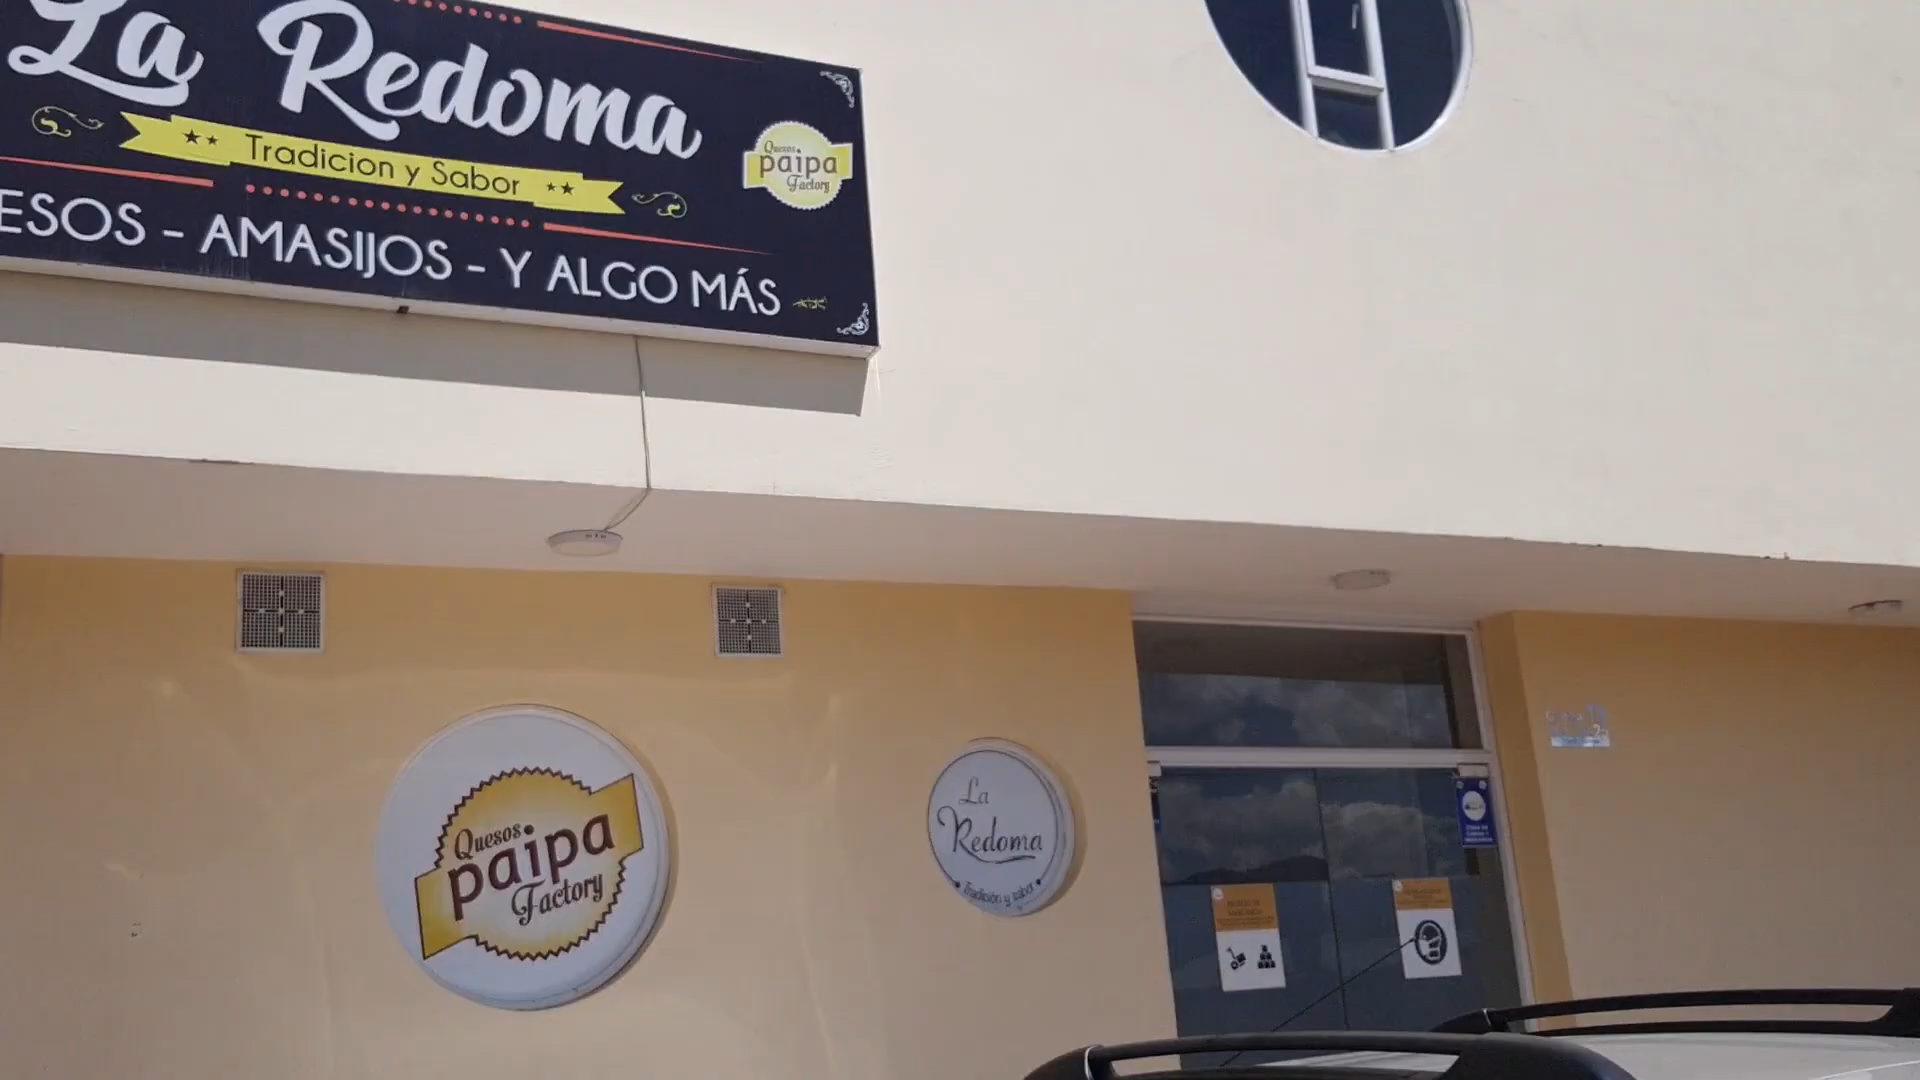 La Redoma
Tradicion y Sabor
ESOS - AMASIJOS - Y ALGO MÁS
Quesos
paipa
Factory
Quesos
paipa
Factory
La
Redoma
Tradición y sabor